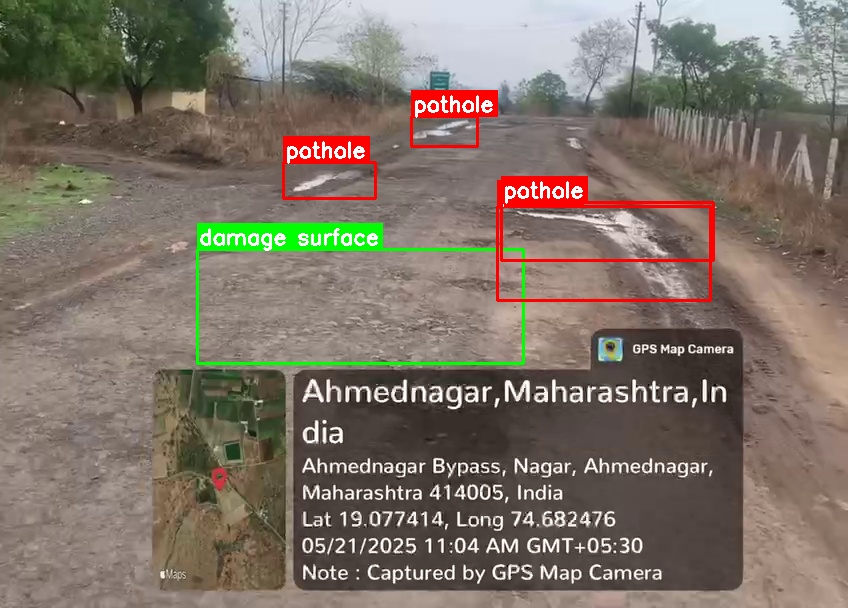 pothole
pothole
pothole
damage surface
GPS Map Camera
Ahmednagar,Maharashtra,In
dia
Ahmednagar Bypass, Nagar, Ahmednagar,
Maharashtra 414005, India
Lat 19.077414, Long 74.682476
05/21/2025 11:04 AM GMT+05:30
Note : Captured by GPS Map Camera
Maps